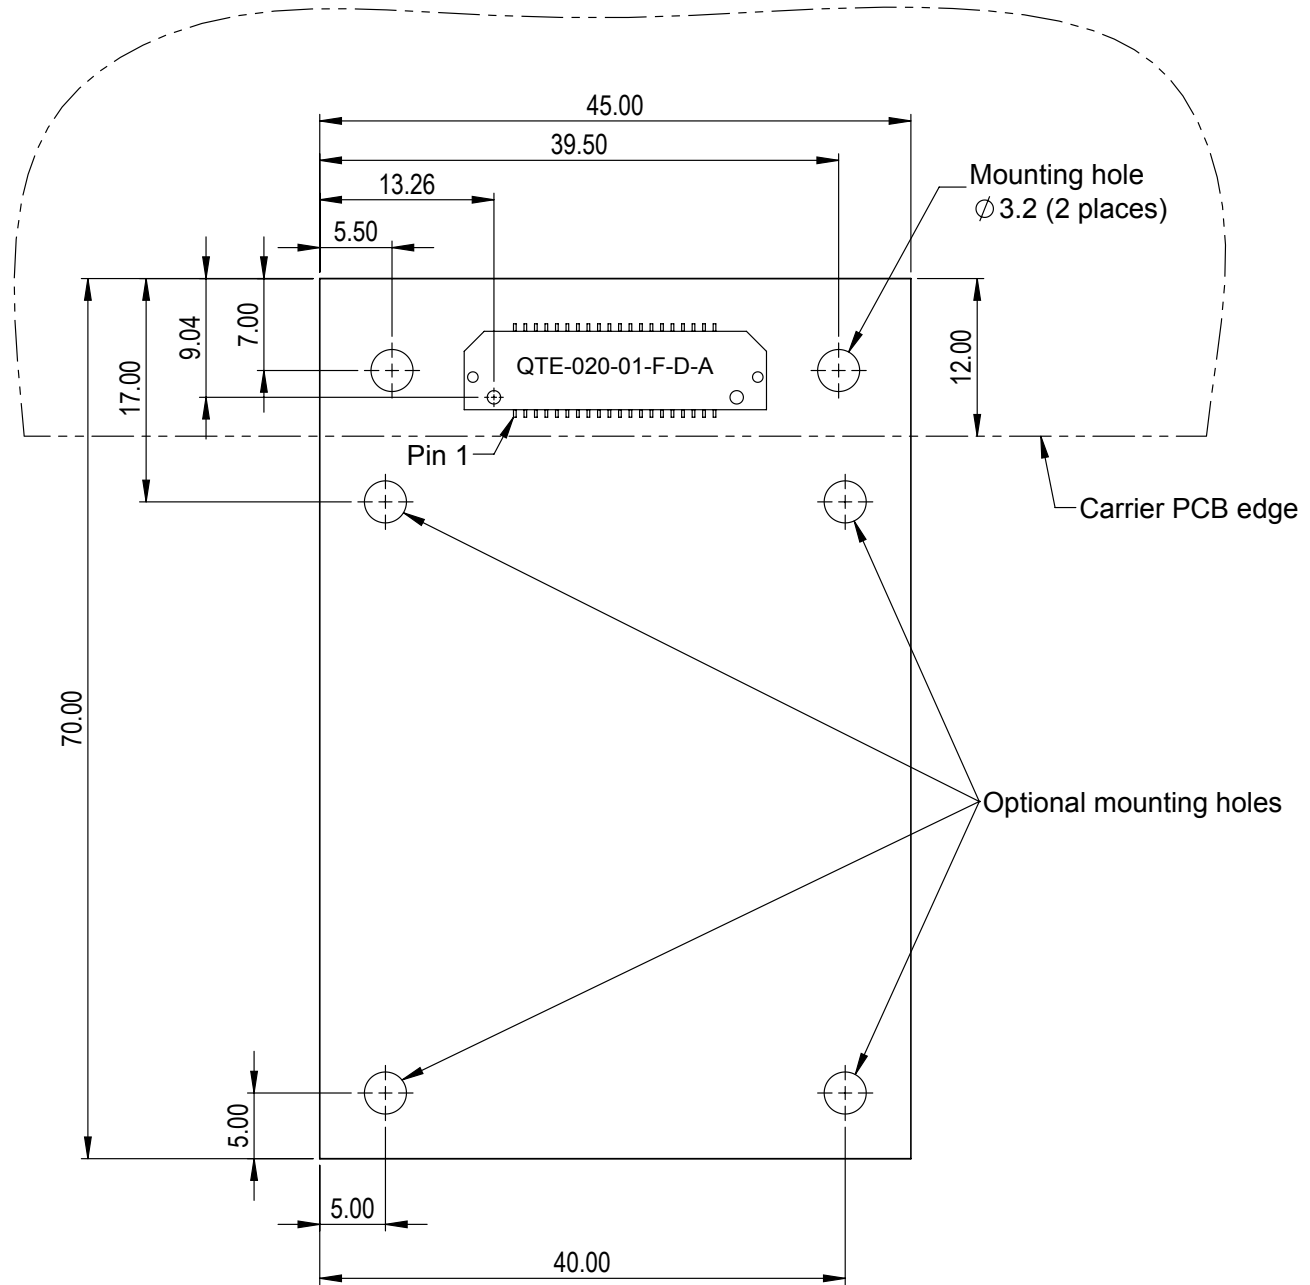 45.00
39.50
13.26
5.50
Mounting hole
∅ 3.2 (2 places)
7.00
9.04
17.00
12.00
QTE-020-01-F-D-A
Pin 1
Carrier PCB edge
70.00
Optional mounting holes
5.00
5.00
40.00